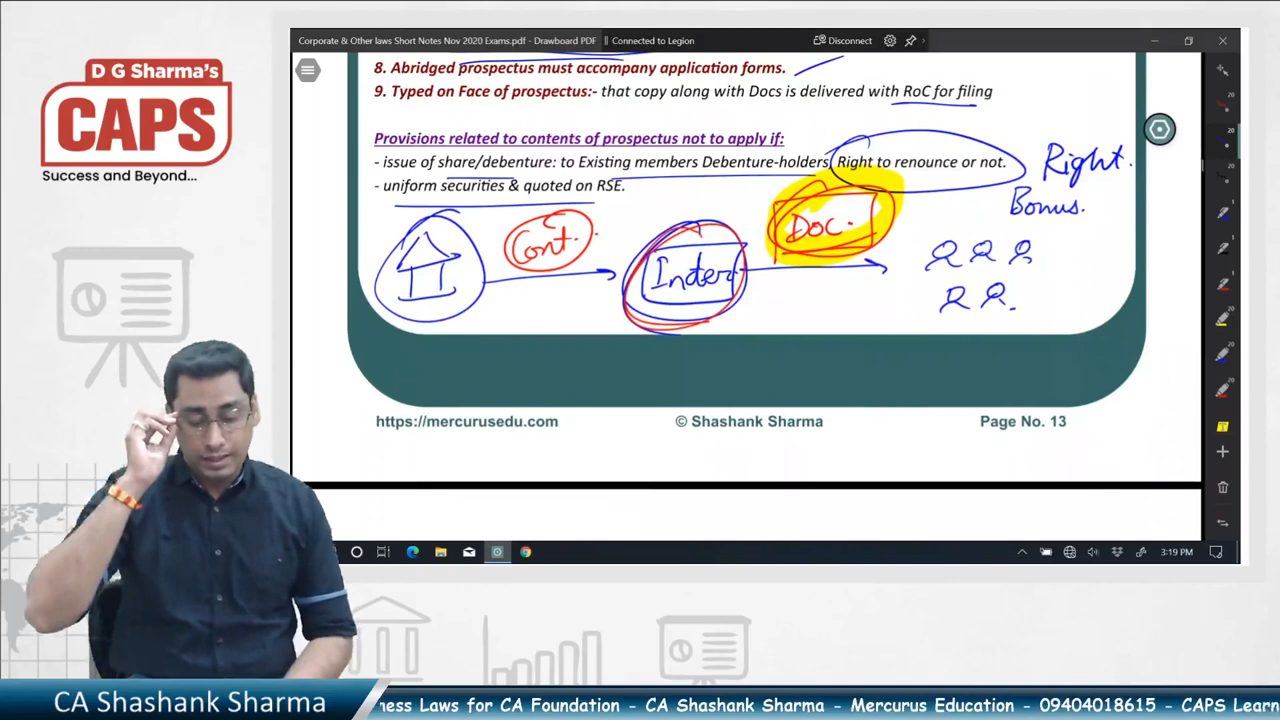 D G Sharma's
CAPS
Success and Beyond...
Corporate & Other laws Short Notes Nov 2020 Exams.pdf - Drawboard PDF
Connected to Legion
Disconnect
8. Abridged prospectus must accompany application forms.
9. Typed on Face of prospectus:- that copy along with Docs is delivered with RoC for filing
Provisions related to contents of prospectus not to apply if:
- issue of share/debenture: to Existing members Debenture-holders, Right to renounce or not.
- uniform securities & quoted on RSE.
Right.
Bonus.
Cont.
Doc.
https://mercurusedu.com
© Shashank Sharma
Page No. 13
3:19 PM
CA Shashank Sharma
ness Laws for CA Foundation - CA Shashank Sharma - Mercurus Education - 09404018615 - CAPS Learn